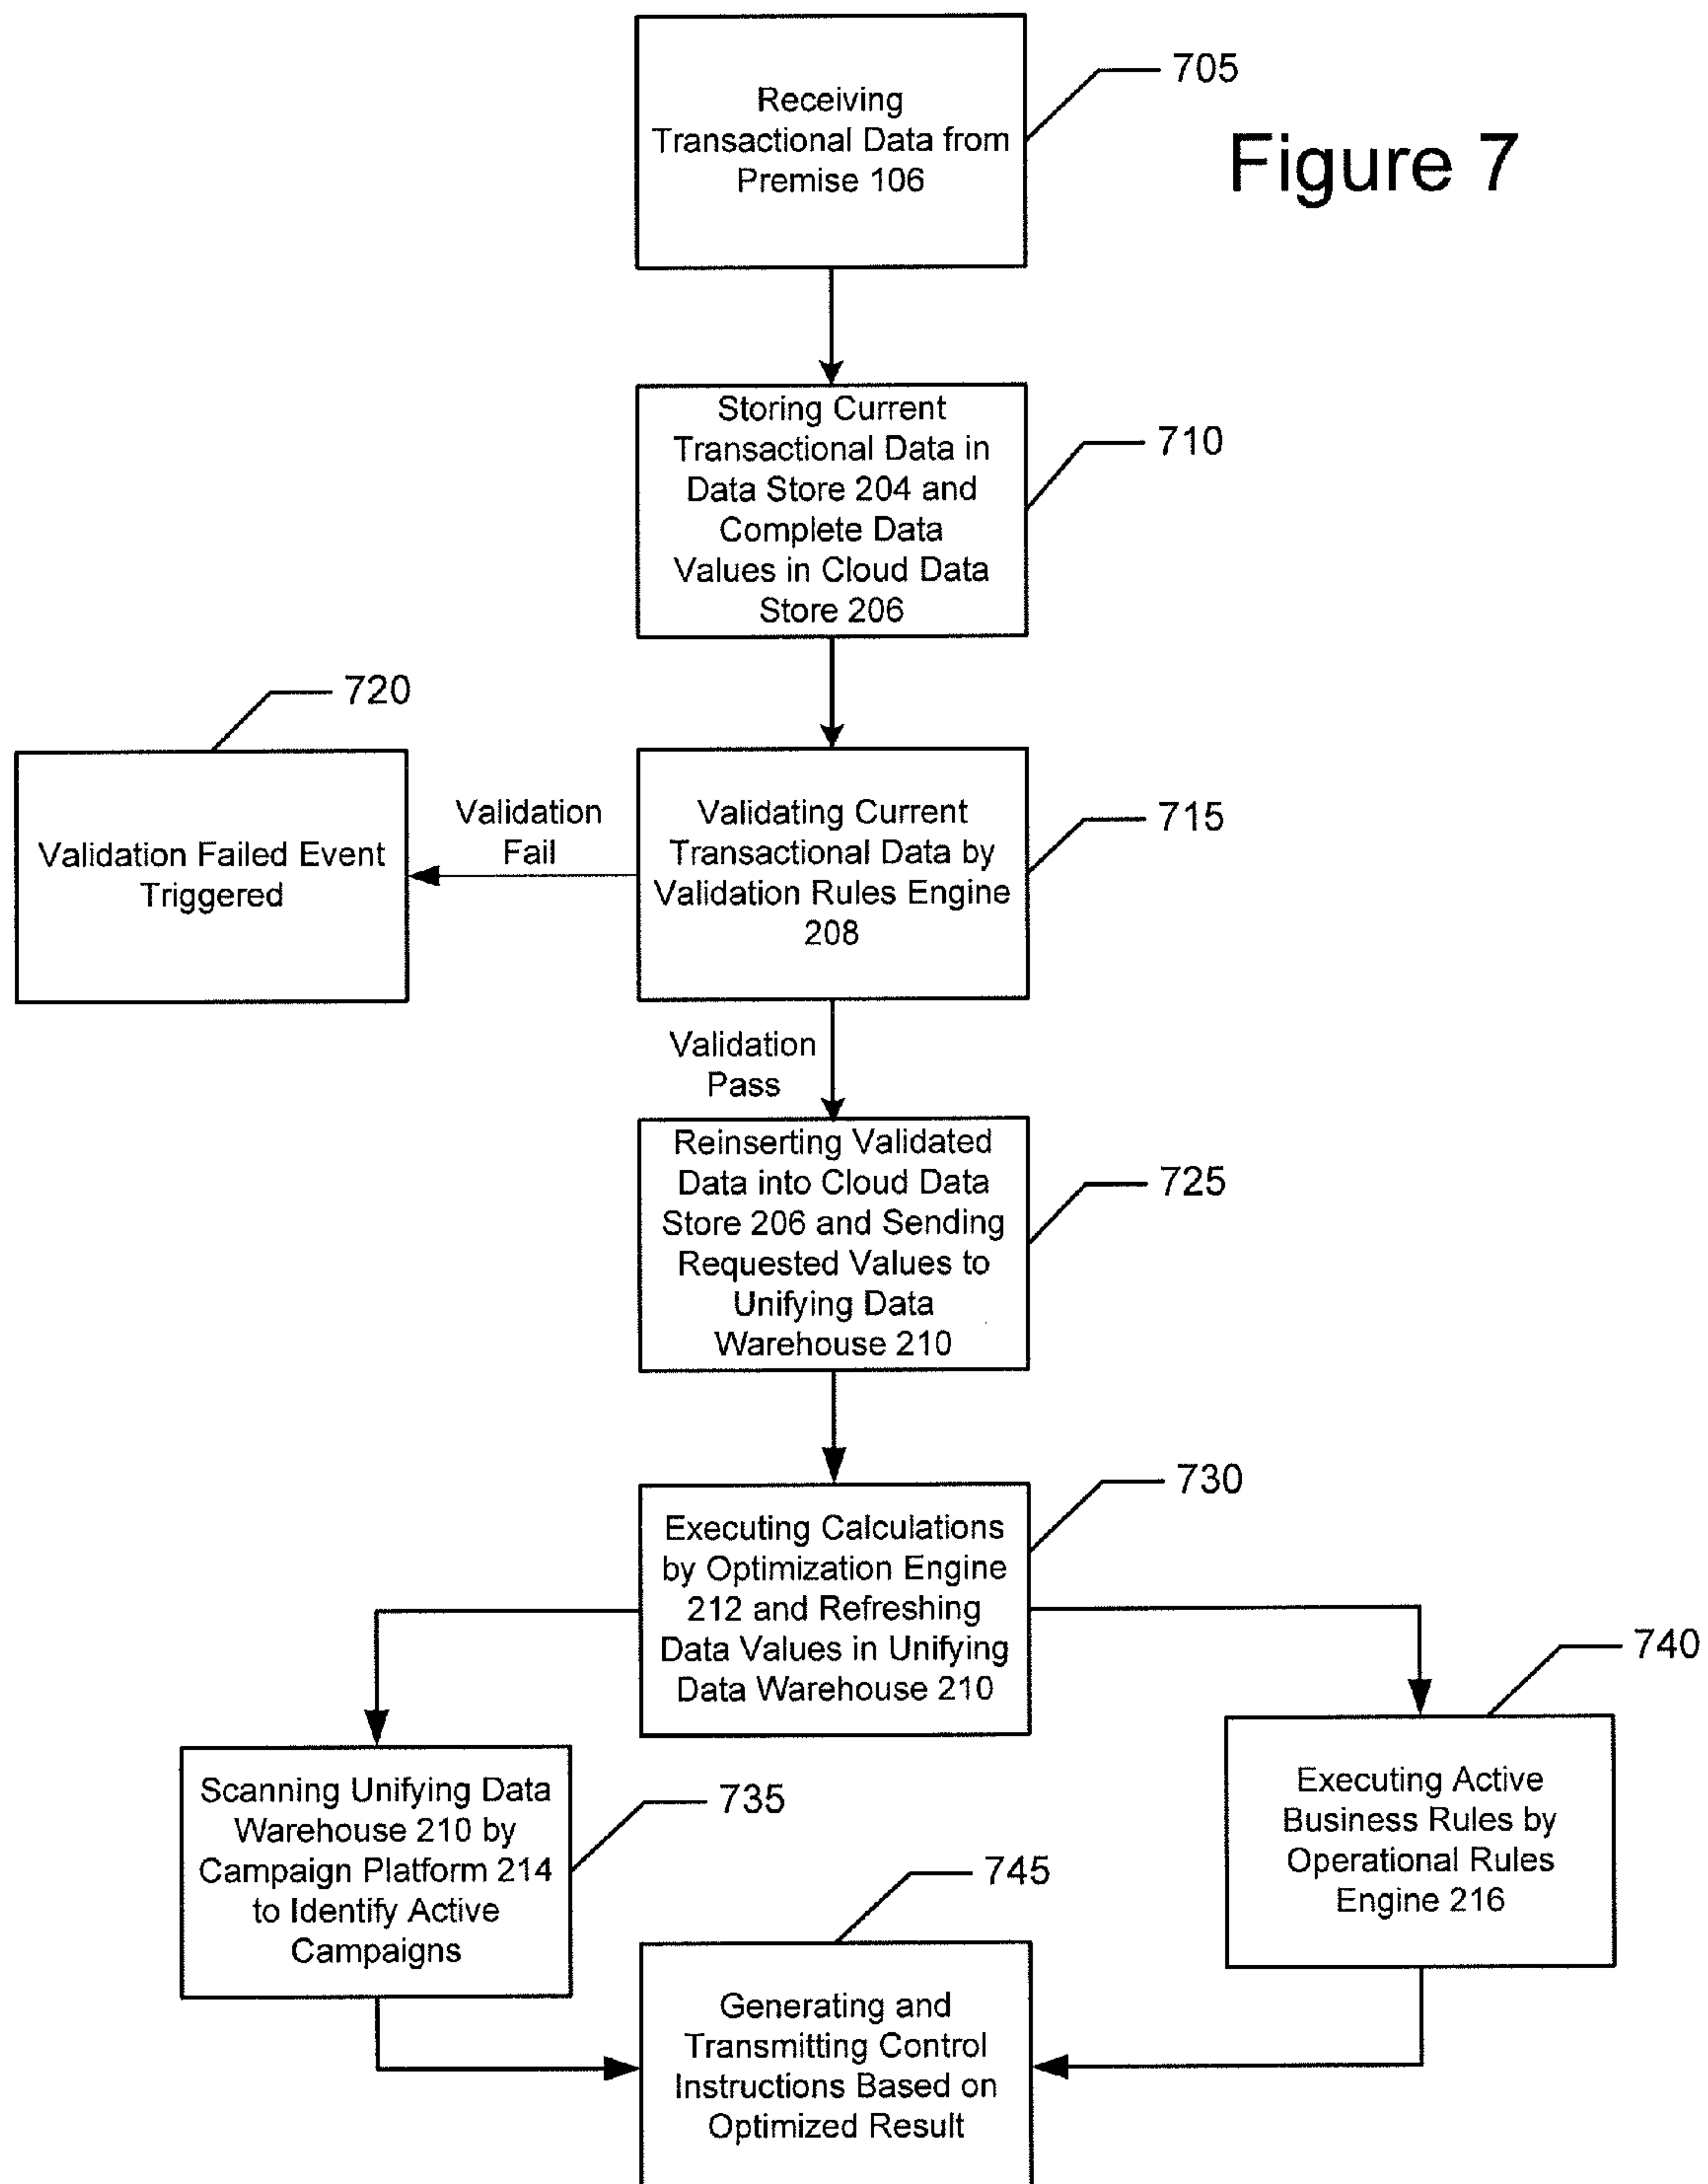 705
Receiving
Transactional Data from
Premise 106
Figure 7
Storing Current
Transactional Data in
Data Store 204 and
Complete Data
Values in Cloud Data
Store 206
710
720
Validation Failed Event
Triggered
Validation
Fail
Validating Current
Transactional Data by
Validation Rules Engine
208
715
Validation
Pass
Reinserting Validated
Data into Cloud Data
Store 206 and Sending
Requested Values to
Unifying Data
Warehouse 210
725
730
Executing Calculations
by Optimization Engine
212 and Refreshing
Data Values in Unifying
Data Warehouse 210
740
Scanning Unifying Data
Warehouse 210 by
Campaign Platform 214
to Identify Active
Campaigns
735
Executing Active
Business Rules by
Operational Rules
Engine 216
745
Generating and
Transmitting Control
Instructions Based on
Optimized Result